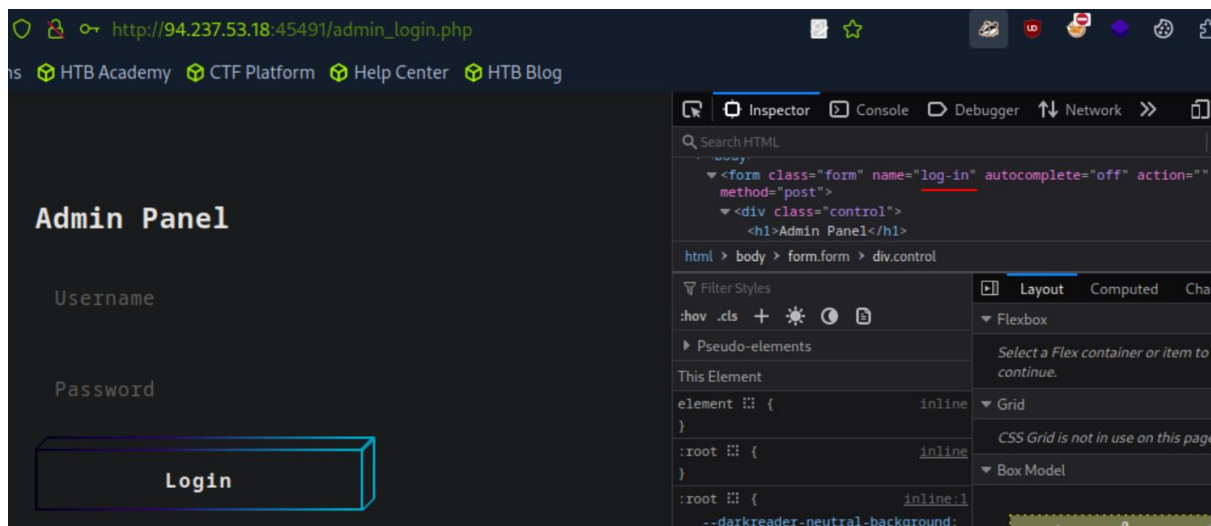 http://94.237.53.18:45491/admin_login.php
ns HTB Academy CTF Platform Help Center HTB Blog
Admin Panel
Username
Password
Login
Inspector Console Debugger Network
Search HTML
<body>
<form class="form" name="log-in" autocomplete="off" action=""
method="post">
<div class="control">
<h1>Admin Panel</h1>
html > body > form.form > div.control
Filter Styles
:hov .cls +
Pseudo-elements
This Element
element { inline
}
:root { inline
}
:root { inline:1
--darkreader-neutral-background:
Layout Computed Cha
Flexbox
Select a Flex container or item to
continue.
Grid
CSS Grid is not in use on this page
Box Model